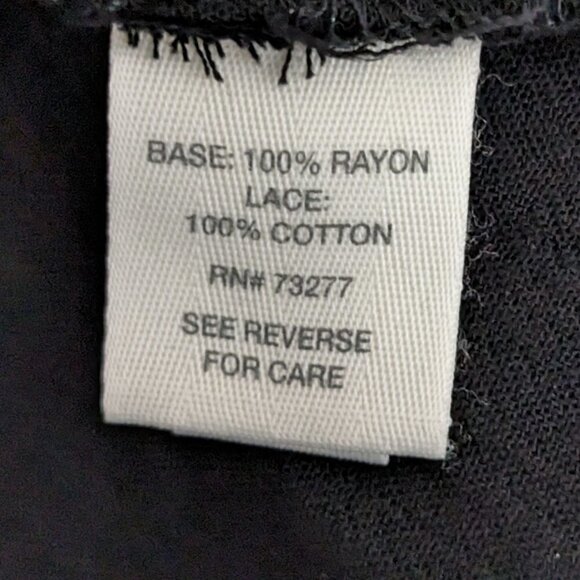 BASE: 100% RAYON
LACE:
100% COTTON
RN# 73277
SEE REVERSE
FOR CARE